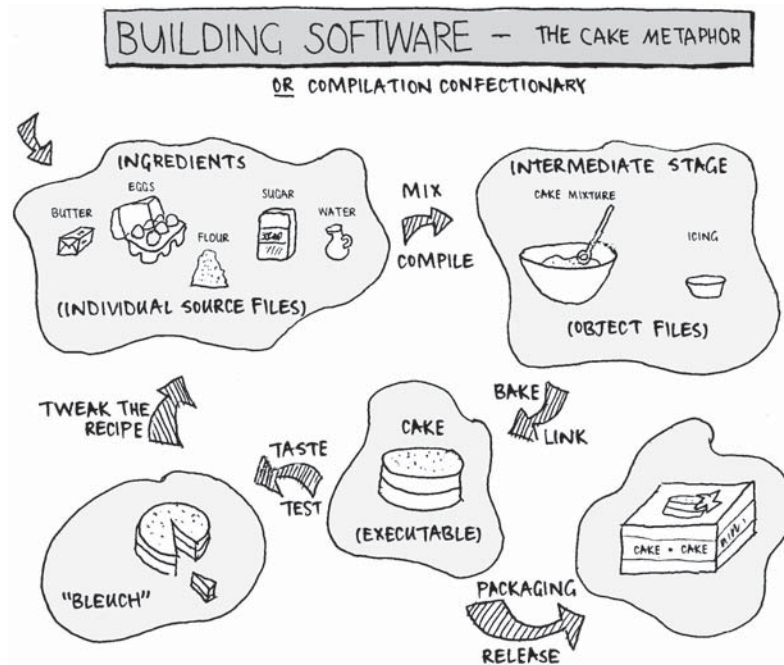 BUILDING SOFTWARE – THE CAKE METAPHOR
OR COMPILATION CONFECTIONARY
INGREDIENTS
BUTTER
EGGS
FLOUR
SUGAR
WATER
(INDIVIDUAL SOURCE FILES)
MIX
COMPILE
INTERMEDIATE STAGE
CAKE MIXTURE
ICING
(OBJECT FILES)
BAKE
LINK
CAKE
(EXECUTABLE)
TASTE
TEST
"BLEUCH"
TWEAK THE
RECIPE
PACKAGING
RELEASE
CAKE • CAKE